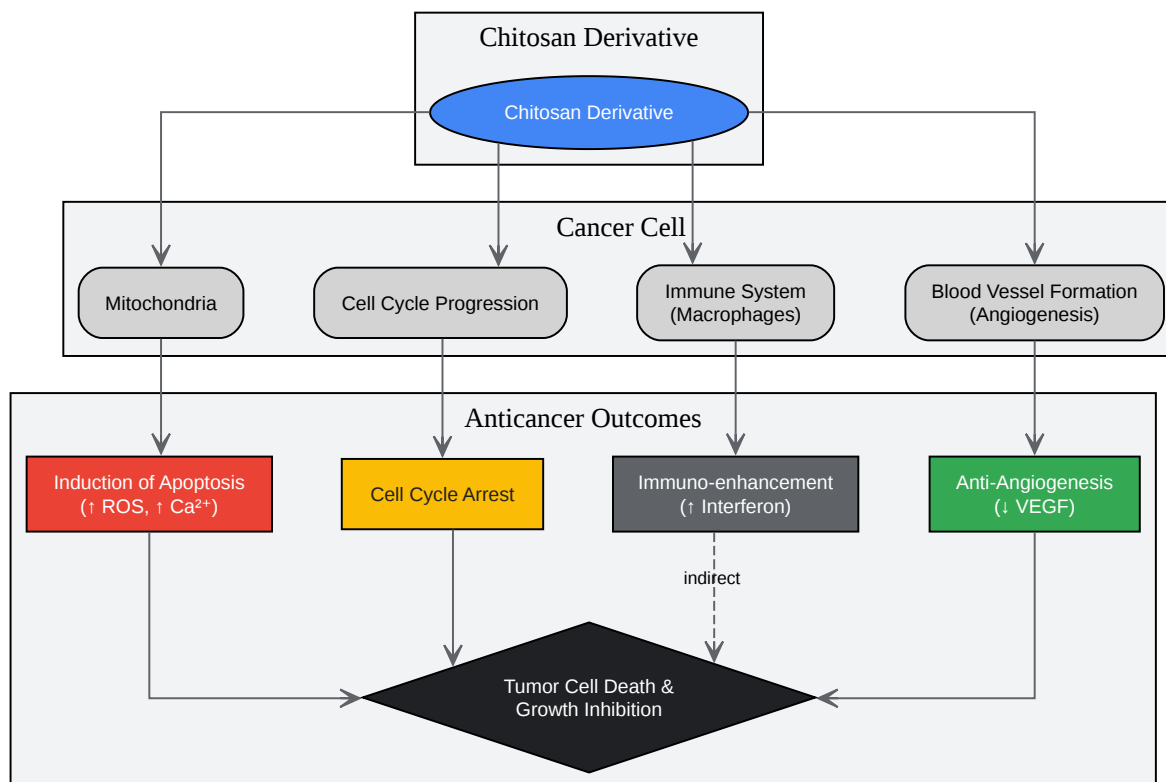 Chitosan Derivative
Chitosan Derivative
Cancer Cell
Mitochondria
Cell Cycle Progression
Immune System
(Macrophages)
Blood Vessel Formation
(Angiogenesis)
Anticancer Outcomes
Induction of Apoptosis
(↑ ROS, ↑ Ca²⁺)
Cell Cycle Arrest
Immuno-enhancement
(↑ Interferon)
Anti-Angiogenesis
(↓ VEGF)
indirect
Tumor Cell Death &
Growth Inhibition